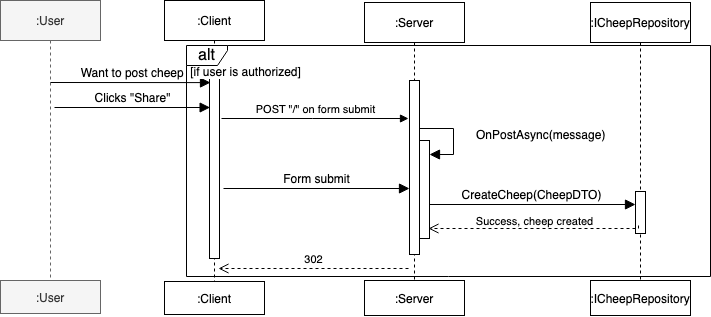 :User
:Client
:Server
:ICheepRepository
alt
[if user is authorized]
Want to post cheep
Clicks "Share"
POST "/" on form submit
OnPostAsync(message)
Form submit
CreateCheep(CheepDTO)
Success, cheep created
302
:User
:Client
:Server
:ICheepRepository